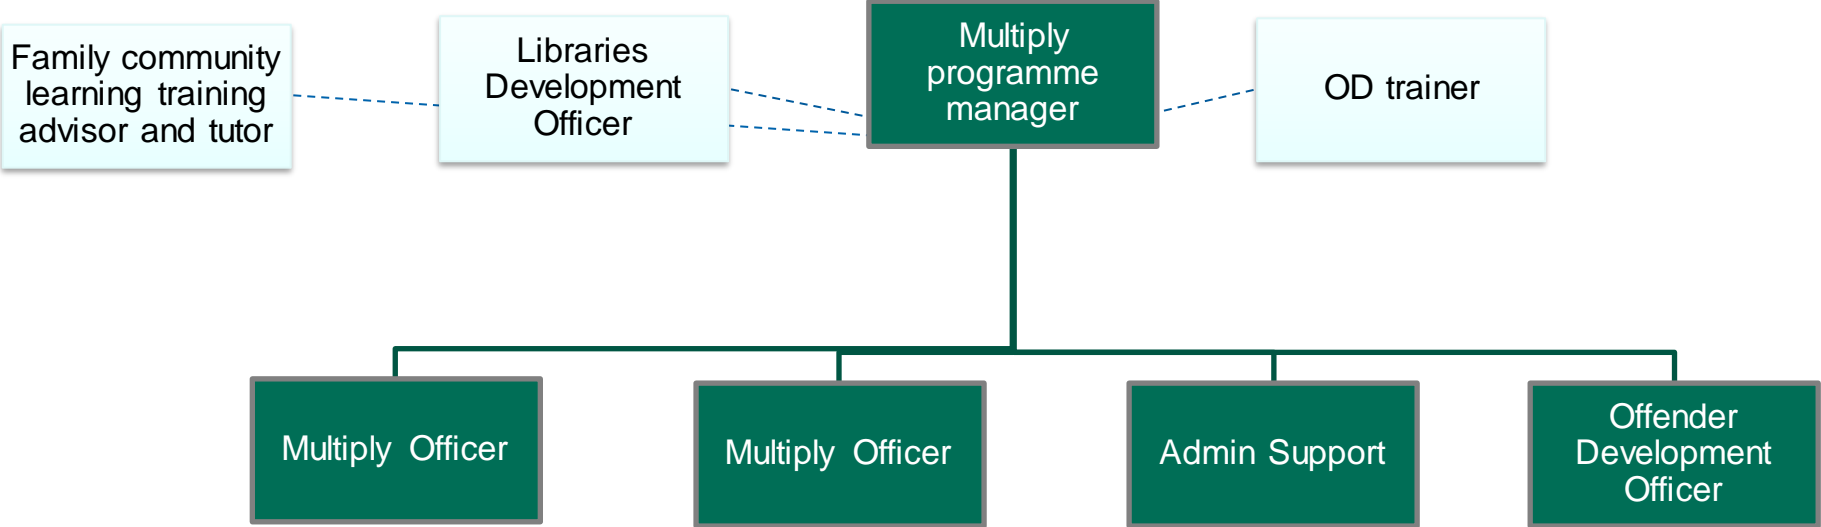 Family community
learning training
advisor and tutor
Libraries
Development
Officer
Multiply
programme
manager
OD trainer
Multiply Officer
Multiply Officer
Admin Support
Offender
Development
Officer